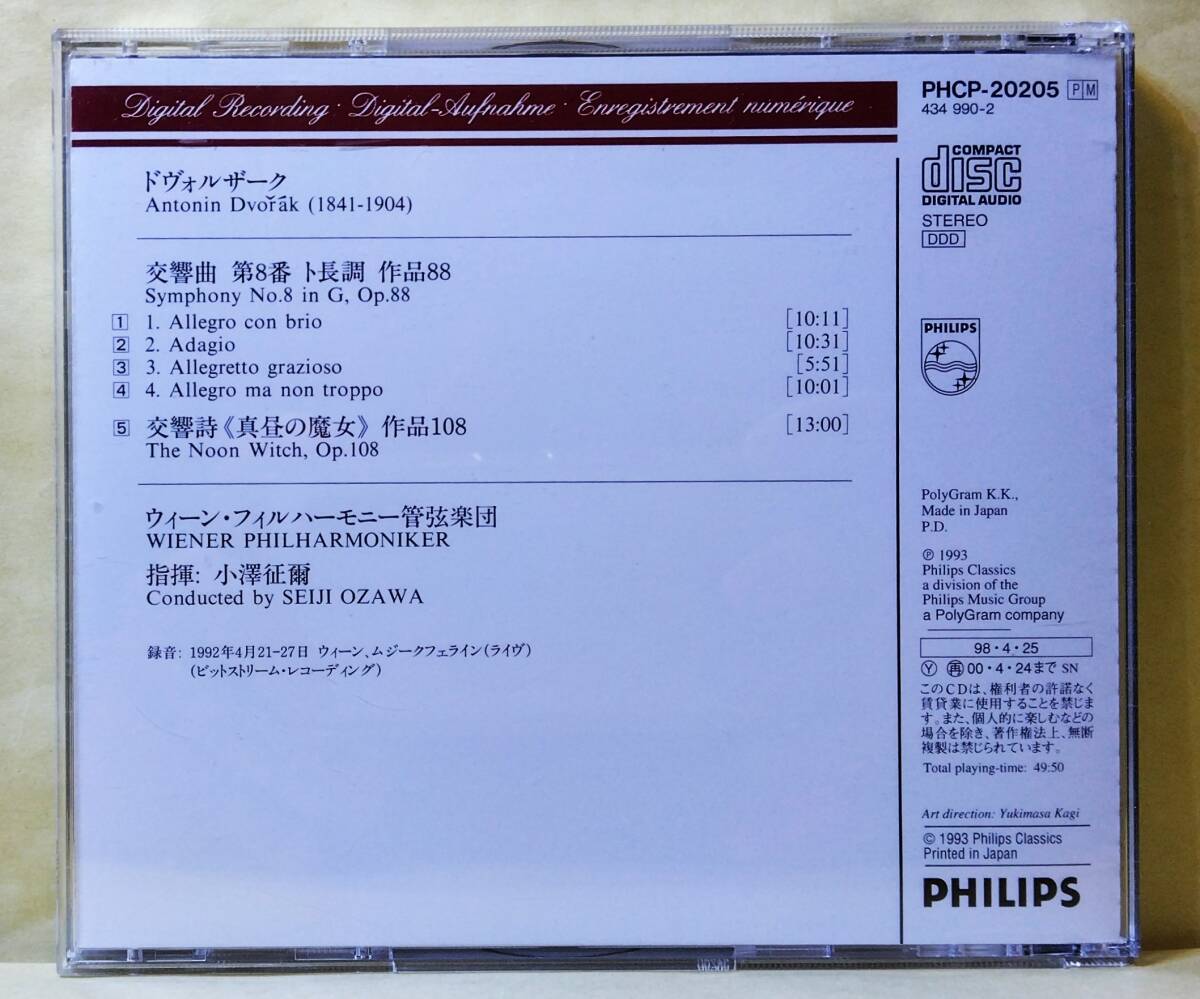 Digital Recording · Digital-Aufnahme · Enregistrement numérique
ドヴォルザーク
Antonin Dvořák (1841-1904)
交響曲 第8番 ト長調 作品88
Symphony No.8 in G, Op.88
1 1. Allegro con brio [10:11]
2 2. Adagio [10:31]
3 3. Allegretto grazioso [5:51]
4 4. Allegro ma non troppo [10:01]
5 交響詩《真昼の魔女》 作品108 [13:00]
The Noon Witch, Op.108
ウィーン・フィルハーモニー管弦楽団
WIENER PHILHARMONIKER
指揮: 小澤征爾
Conducted by SEIJI OZAWA
録音: 1992年4月21-27日 ウィーン、ムジークフェライン(ライヴ)
(ビットストリーム・レコーディング)
PHCP-20205 PM
434 990-2
COMPACT
disc
DIGITAL AUDIO
STEREO
DDD
PHILIPS
PolyGram K.K.,
Made in Japan
P.D.
℗ 1993
Philips Classics
a division of the
Philips Music Group
a PolyGram company
98・4・25
Ⓨ 再 00・4・24まで SN
このCDは、権利者の許諾なく
賃貸業に使用することを禁じま
す。また、個人的に楽しむなどの
場合を除き、著作権法上、無断
複製は禁じられています。
Total playing-time: 49:50
Art direction: Yukimasa Kagi
© 1993 Philips Classics
Printed in Japan
PHILIPS